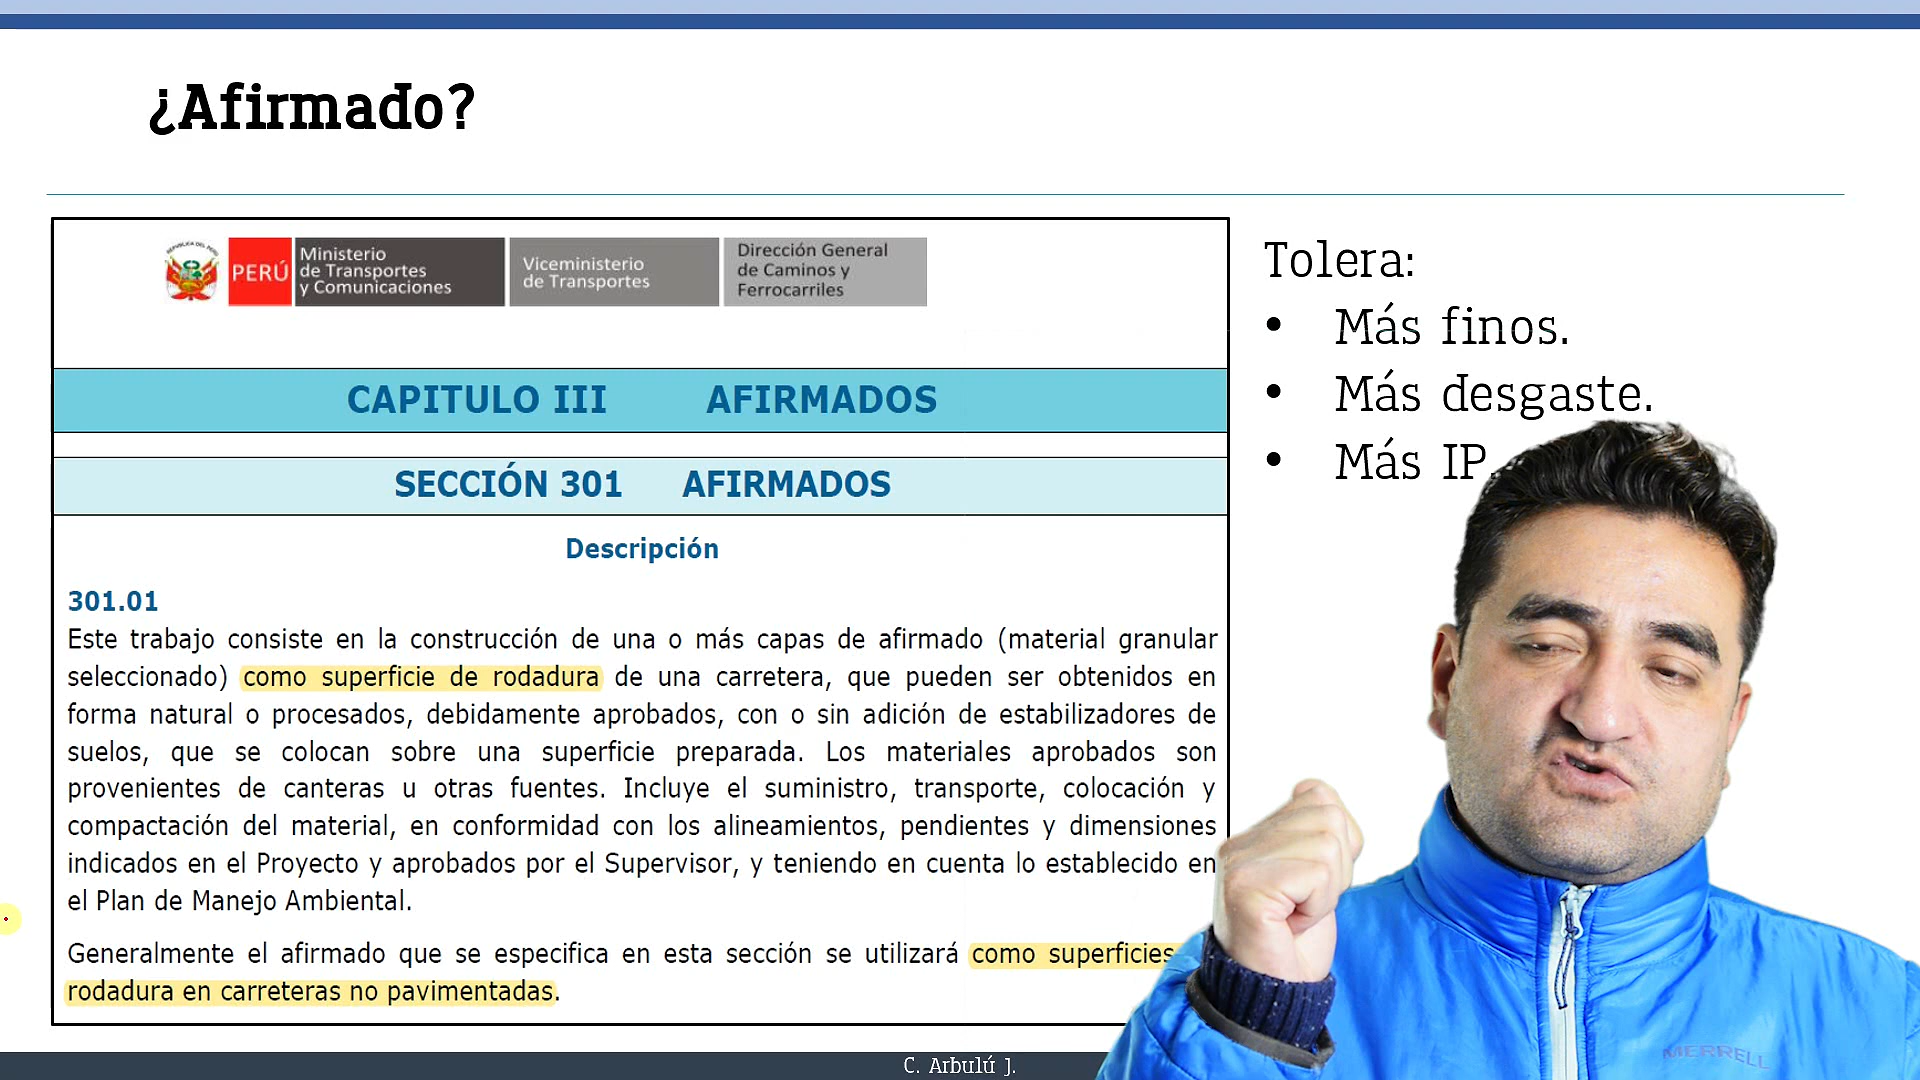 ¿Afirmado?
PERÚ
Ministerio
de Transportes
y Comunicaciones
Viceministerio
de Transportes
Dirección General
de Caminos y
Ferrocarriles
CAPITULO III AFIRMADOS
SECCIÓN 301 AFIRMADOS
Descripción
301.01
Este trabajo consiste en la construcción de una o más capas de afirmado (material granular
seleccionado) como superficie de rodadura de una carretera, que pueden ser obtenidos en
forma natural o procesados, debidamente aprobados, con o sin adición de estabilizadores de
suelos, que se colocan sobre una superficie preparada. Los materiales aprobados son
provenientes de canteras u otras fuentes. Incluye el suministro, transporte, colocación y
compactación del material, en conformidad con los alineamientos, pendientes y dimensiones
indicados en el Proyecto y aprobados por el Supervisor, y teniendo en cuenta lo establecido en
el Plan de Manejo Ambiental.
Generalmente el afirmado que se especifica en esta sección se utilizará como superficies
rodadura en carreteras no pavimentadas.
Tolera:
• Más finos.
• Más desgaste.
• Más IP.
MERRELL
C. Arbulú J.